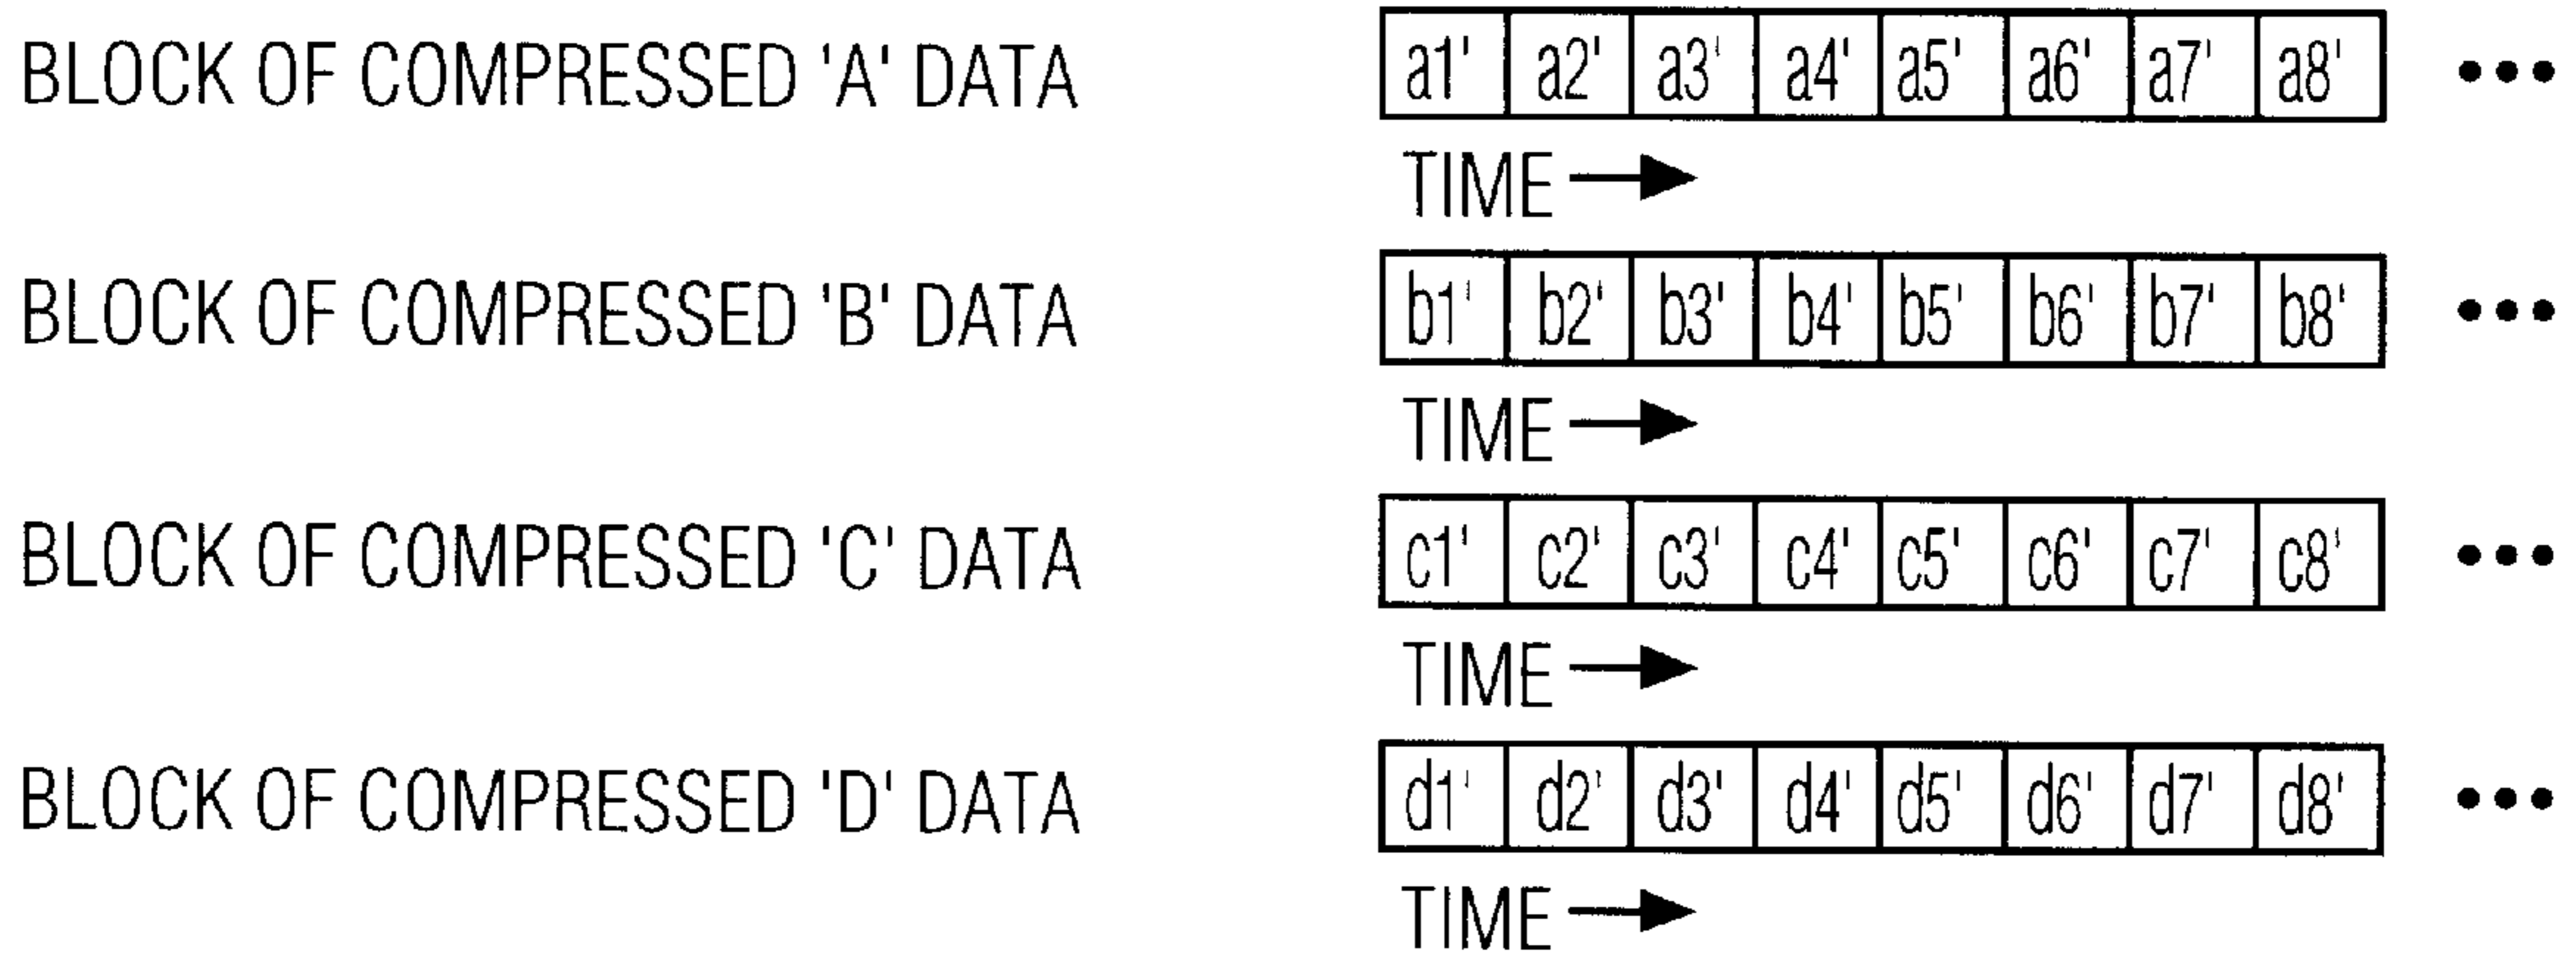 BLOCK OF COMPRESSED 'A' DATA a1' a2' a3' a4' a5' a6' a7' a8' •••
TIME
BLOCK OF COMPRESSED 'B' DATA b1' b2' b3' b4' b5' b6' b7' b8' •••
TIME
BLOCK OF COMPRESSED 'C' DATA c1' c2' c3' c4' c5' c6' c7' c8' •••
TIME
BLOCK OF COMPRESSED 'D' DATA d1' d2' d3' d4' d5' d6' d7' d8' •••
TIME